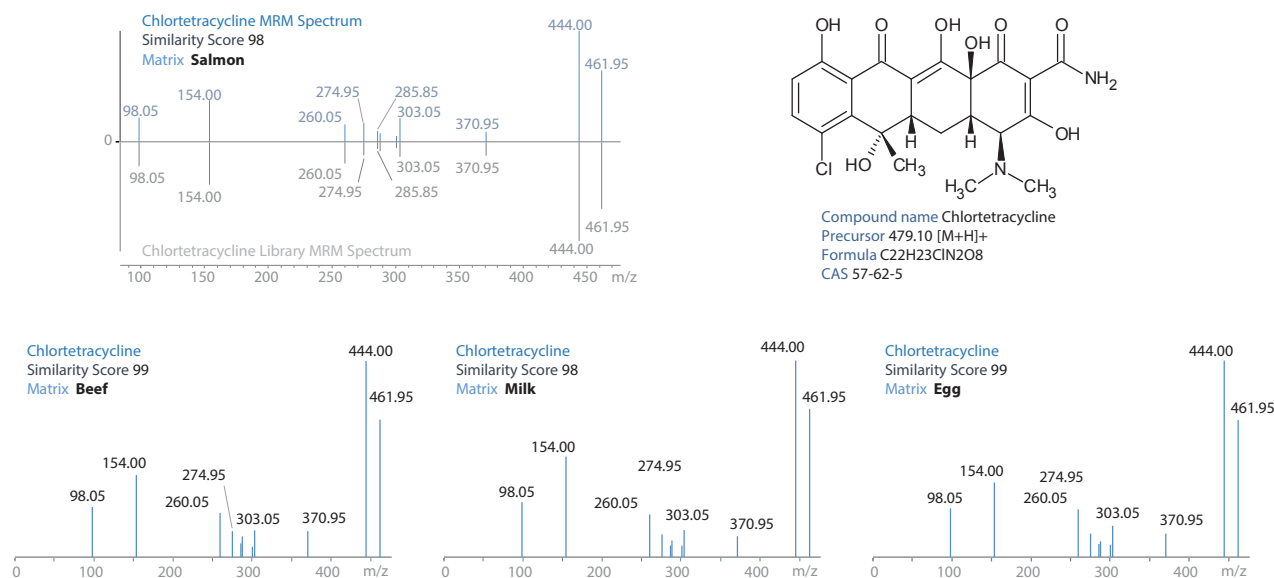 Chlortetracycline MRM Spectrum
Similarity Score 98
Matrix Salmon
444.00
461.95
274.95
285.85
154.00
98.05
260.05
303.05
370.95
0
98.05
154.00
260.05
274.95
303.05
285.85
370.95
461.95
444.00
Chlortetracycline Library MRM Spectrum
100 150 200 250 300 350 400 450 m/z
OH O OH OH O O
NH2
OH
H H
HO CH3
Cl
N
H3C CH3
Compound name Chlortetracycline
Precursor 479.10 [M+H]+
Formula C22H23ClN2O8
CAS 57-62-5
Chlortetracycline
Similarity Score 99
Matrix Beef
444.00
461.95
154.00
274.95
98.05
260.05
303.05
370.95
0 100 200 300 400 m/z
Chlortetracycline
Similarity Score 98
Matrix Milk
444.00
461.95
154.00
274.95
98.05
260.05
303.05
370.95
0 100 200 300 400 m/z
Chlortetracycline
Similarity Score 99
Matrix Egg
444.00
461.95
154.00
274.95
98.05
260.05
303.05
370.95
0 100 200 300 400 m/z